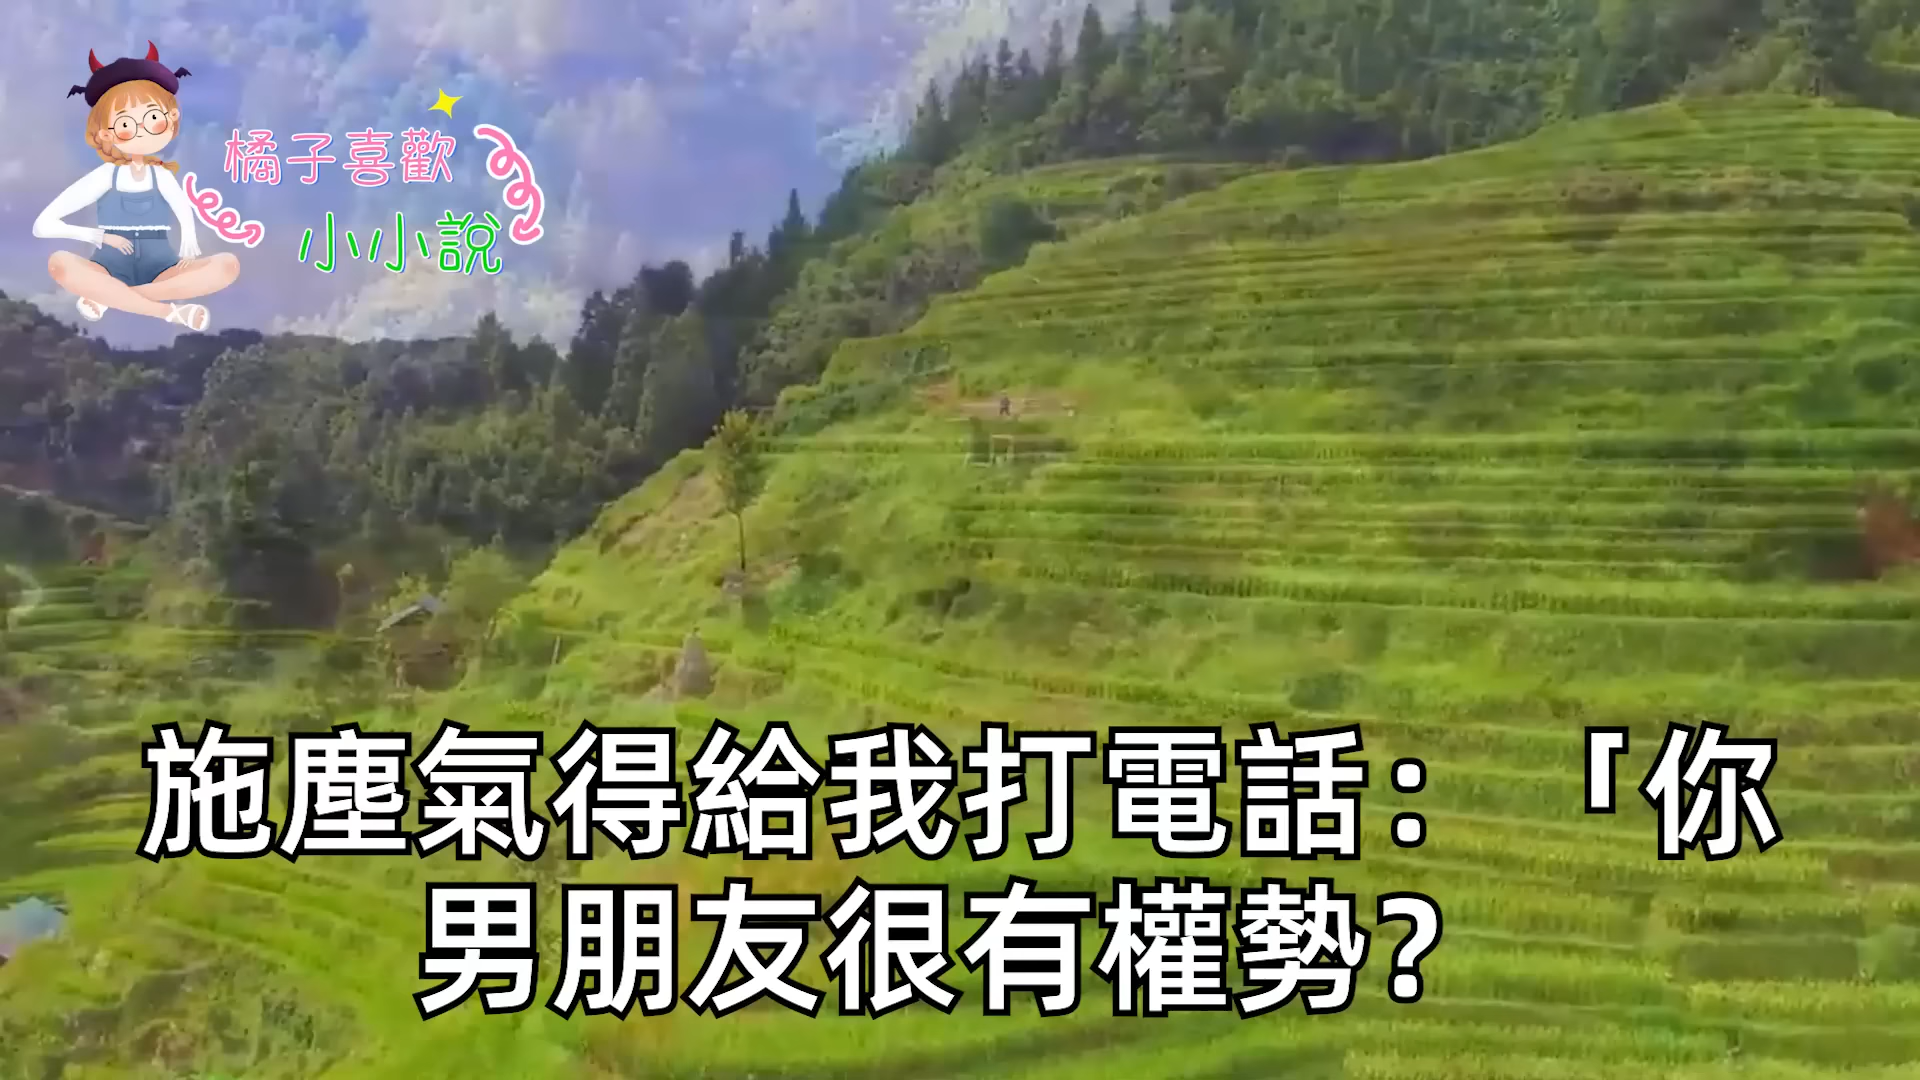 橘子喜歡
小小說
施塵氣得給我打電話：「你
男朋友很有權勢？